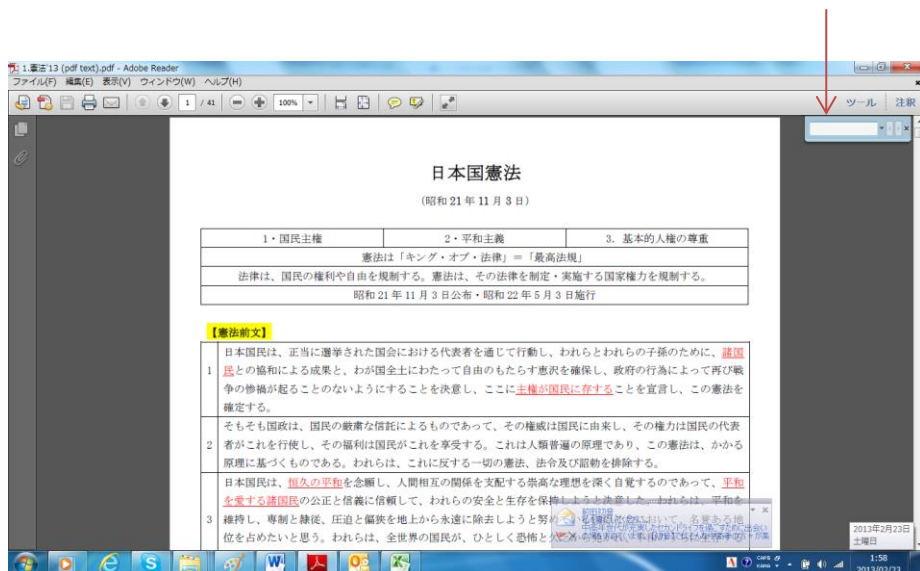 1.憲法'13 (pdf text).pdf - Adobe Reader
ファイル(F) 編集(E) 表示(V) ウィンドウ(W) ヘルプ(H)
1 / 41 100% ツール 注釈
日本国憲法
（昭和 21 年 11 月 3 日）
1・国民主権 2・平和主義 3. 基本的人権の尊重
憲法は「キング・オブ・法律」＝「最高法規」
法律は、国民の権利や自由を規制する。憲法は、その法律を制定・実施する国家権力を規制する。
昭和 21 年 11 月 3 日公布・昭和 22 年 5 月 3 日施行
【憲法前文】
日本国民は、正当に選挙された国会における代表者を通じて行動し、われらとわれらの子孫のために、諸国
1 民との協和による成果と、わが国全土にわたって自由のもたらす恵沢を確保し、政府の行為によって再び戦
争の惨禍が起ることのないようにすることを決意し、ここに主権が国民に存することを宣言し、この憲法を
確定する。
そもそも国政は、国民の厳粛な信託によるものであって、その権威は国民に由来し、その権力は国民の代表
2 者がこれを行使し、その福利は国民がこれを享受する。これは人類普遍の原理であり、この憲法は、かかる
原理に基づくものである。われらは、これに反する一切の憲法、法令及び詔勅を排除する。
日本国民は、恒久の平和を念願し、人間相互の関係を支配する崇高な理想を深く自覚するのであって、平和
を愛する諸国民の公正と信義に信頼して、われらの安全と生存を保持しようと決意した。われらは、平和を
3 維持し、専制と隷従、圧迫と偏狭を地上から永遠に除去しようと努め
位を占めたいと思う。われらは、全世界の国民が、ひとしく恐怖と
2013年2月23日
土曜日
CAPS
KANA
1:58
2013/02/23